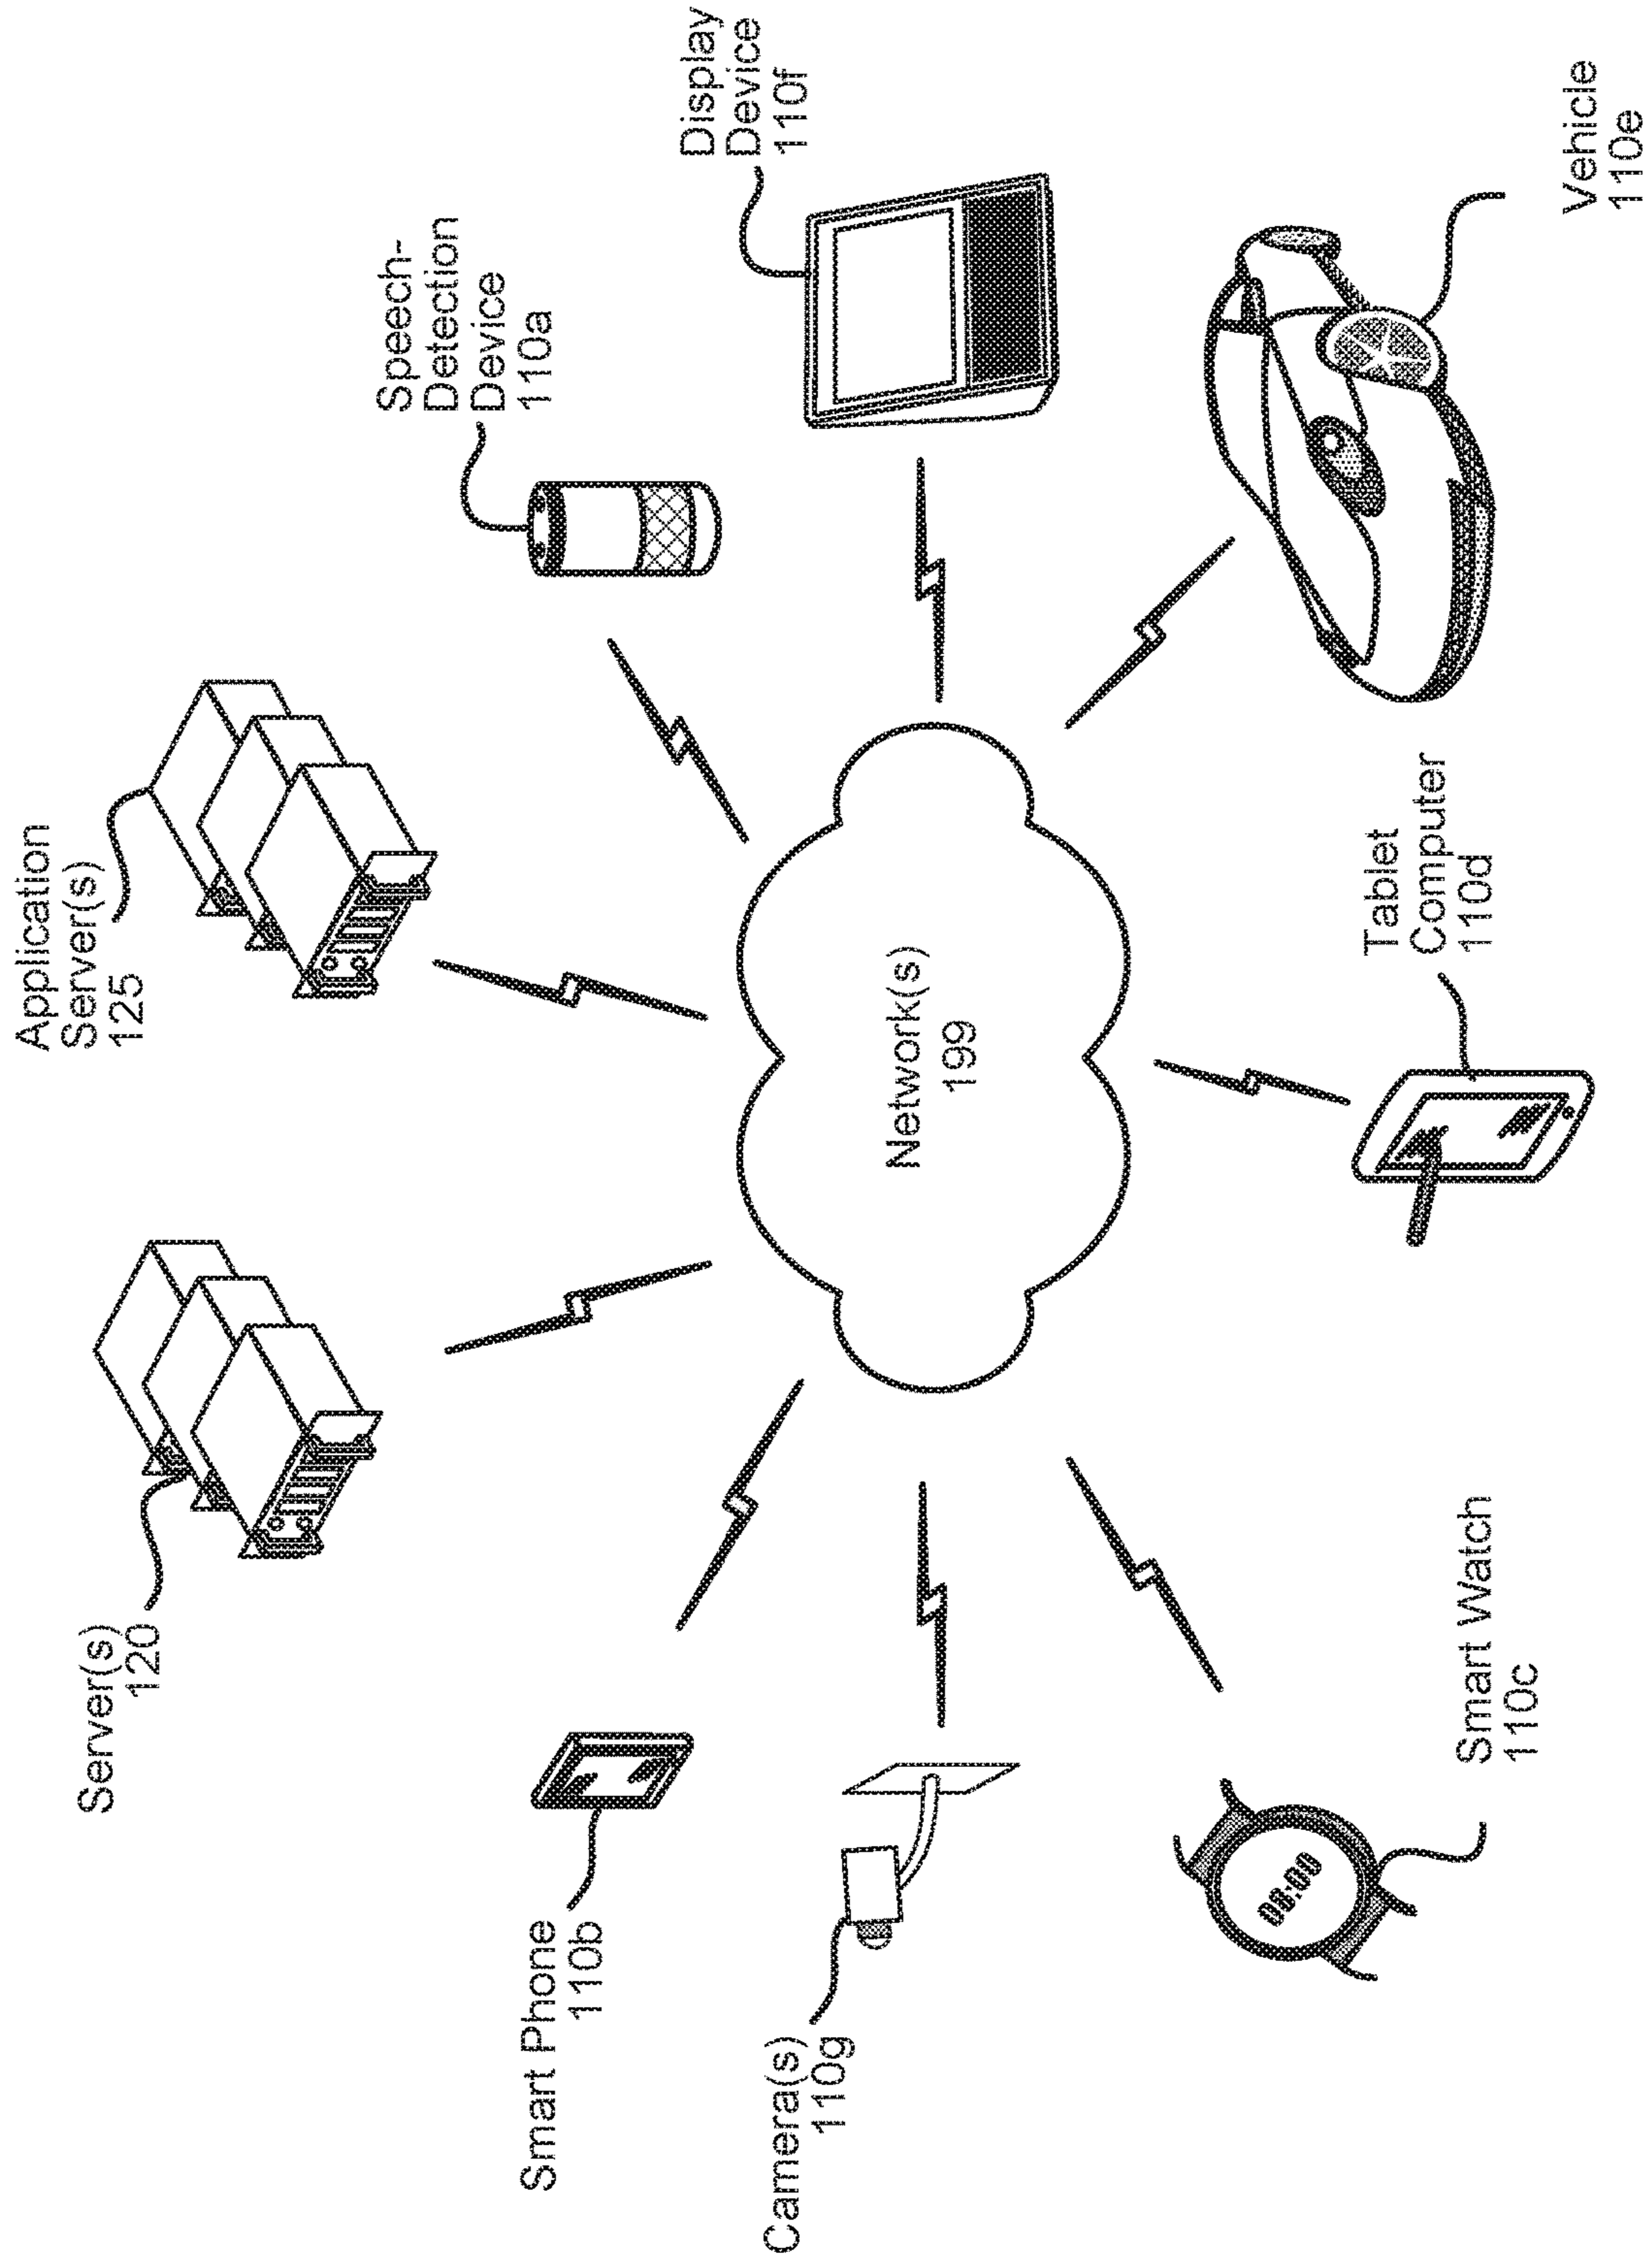 Server(s)
120
Application
Server(s)
125
Smart Phone
110b
Speech-
Detection
Device
110a
Camera(s)
110g
Network(s)
199
Display
Device
110f
08:00
Smart Watch
110c
Tablet
Computer
110d
Vehicle
110e